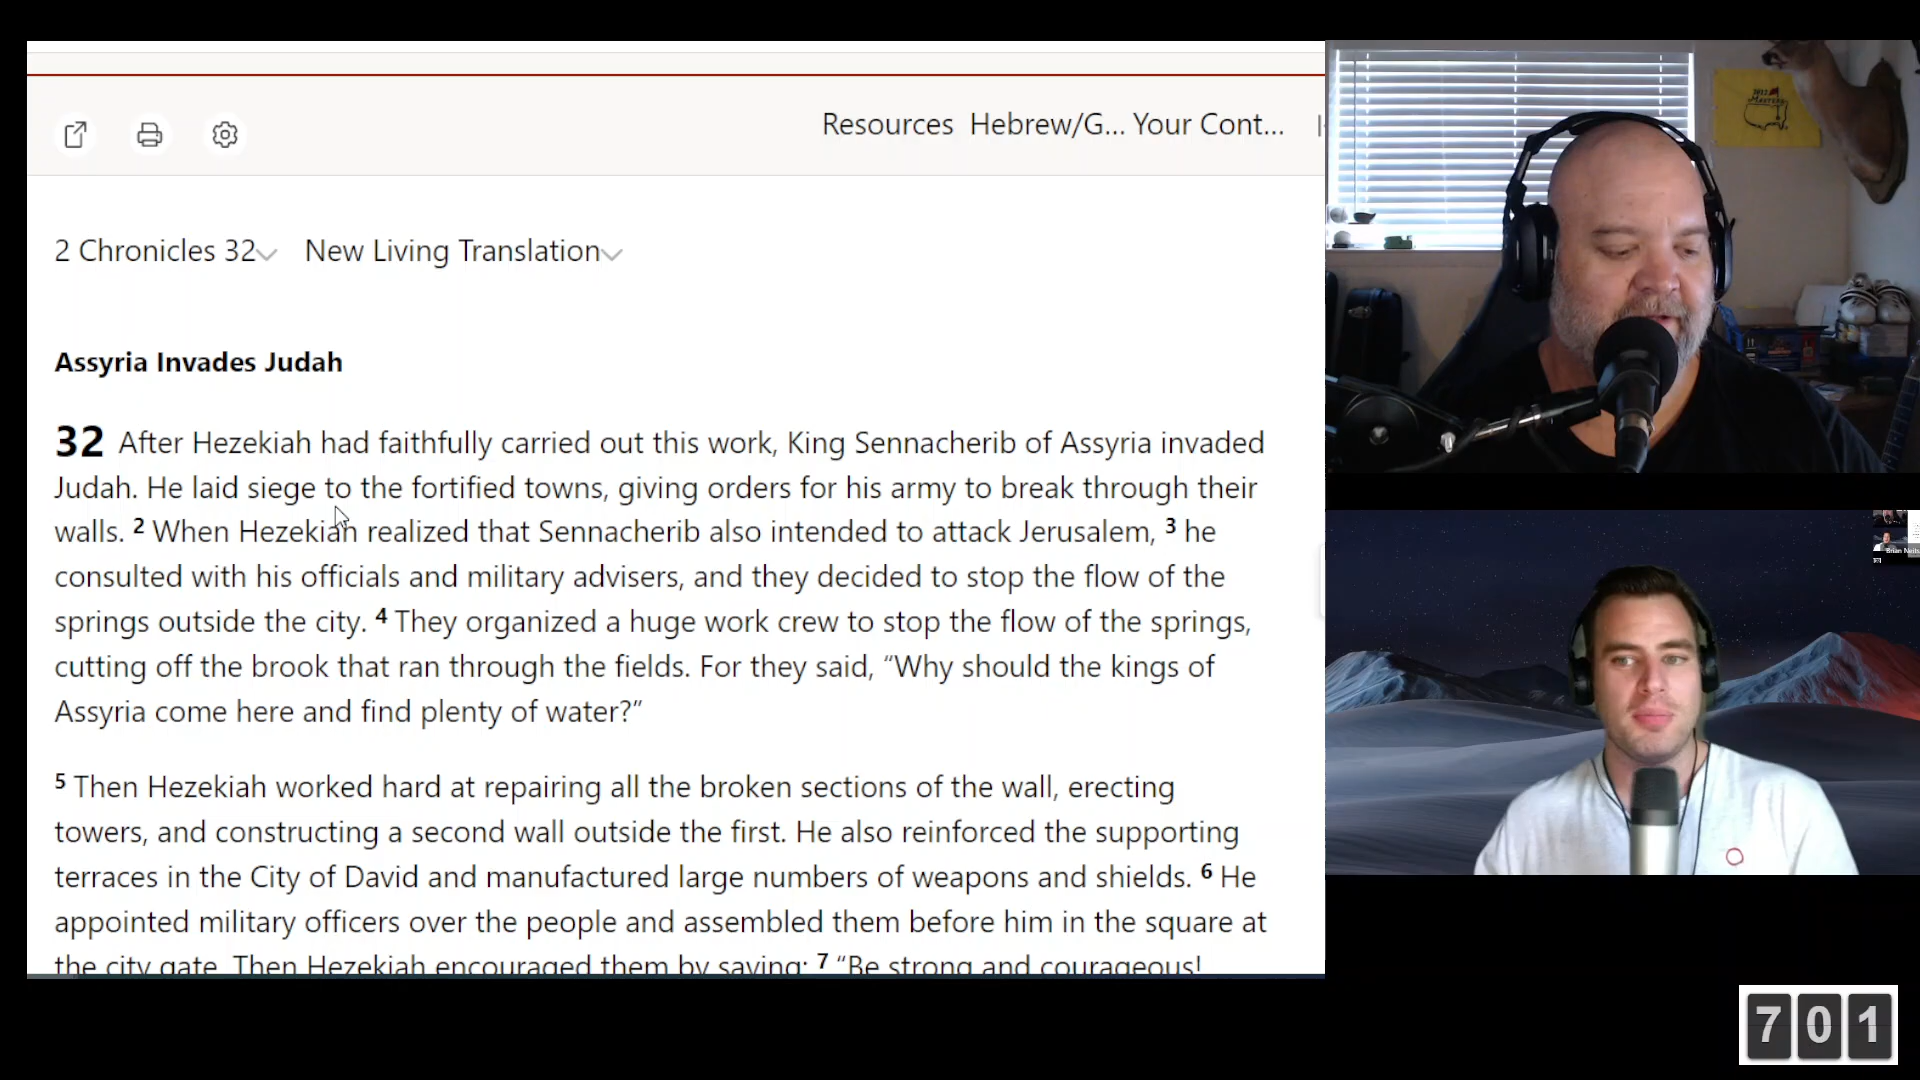 Resources Hebrew/G... Your Cont...
2 Chronicles 32 New Living Translation
Assyria Invades Judah
32 After Hezekiah had faithfully carried out this work, King Sennacherib of Assyria invaded
Judah. He laid siege to the fortified towns, giving orders for his army to break through their
walls. 2 When Hezekiah realized that Sennacherib also intended to attack Jerusalem, 3 he
consulted with his officials and military advisers, and they decided to stop the flow of the
springs outside the city. 4 They organized a huge work crew to stop the flow of the springs,
cutting off the brook that ran through the fields. For they said, “Why should the kings of
Assyria come here and find plenty of water?”
5 Then Hezekiah worked hard at repairing all the broken sections of the wall, erecting
towers, and constructing a second wall outside the first. He also reinforced the supporting
terraces in the City of David and manufactured large numbers of weapons and shields. 6 He
appointed military officers over the people and assembled them before him in the square at
the city gate. Then Hezekiah encouraged them by saying: 7 “Be strong and courageous!
MASTERS
701